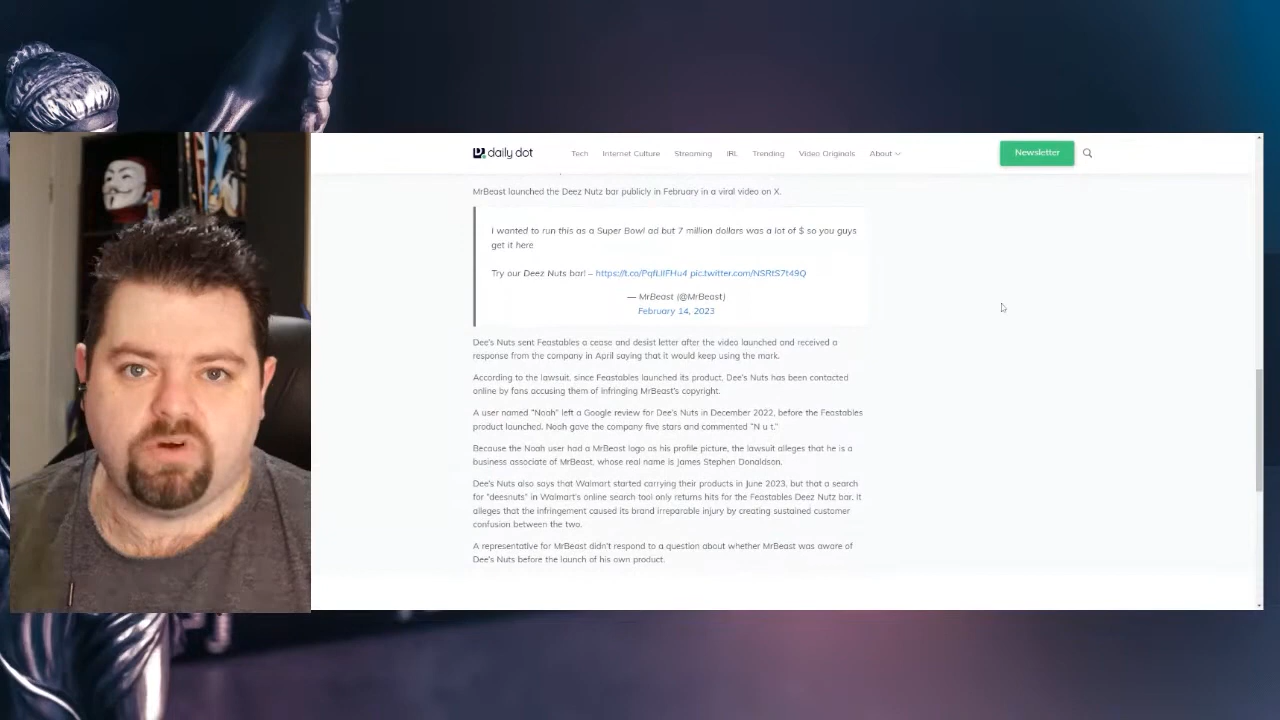 daily dot
Tech Internet Culture Streaming IRL Trending Video Originals About
Newsletter
MrBeast launched the Deez Nutz bar publicly in February in a viral video on X.
I wanted to run this as a Super Bowl ad but 7 million dollars was a lot of $ so you guys
get it here
Try our Deez Nuts bar! – https://t.co/PqfLIIFHu4 pic.twitter.com/NSRtS7t49Q
— MrBeast (@MrBeast)
February 14, 2023
Dee's Nuts sent Feastables a cease and desist letter after the video launched and received a
response from the company in April saying that it would keep using the mark.
According to the lawsuit, since Feastables launched its product, Dee's Nuts has been contacted
online by fans accusing them of infringing MrBeast's copyright.
A user named "Noah" left a Google review for Dee's Nuts in December 2022, before the Feastables
product launched. Noah gave the company five stars and commented "N u t."
Because the Noah user had a MrBeast logo as his profile picture, the lawsuit alleges that he is a
business associate of MrBeast, whose real name is James Stephen Donaldson.
Dee's Nuts also says that Walmart started carrying their products in June 2023, but that a search
for "deesnuts" in Walmart's online search tool only returns hits for the Feastables Deez Nutz bar. It
alleges that the infringement caused its brand irreparable injury by creating sustained customer
confusion between the two.
A representative for MrBeast didn't respond to a question about whether MrBeast was aware of
Dee's Nuts before the launch of his own product.